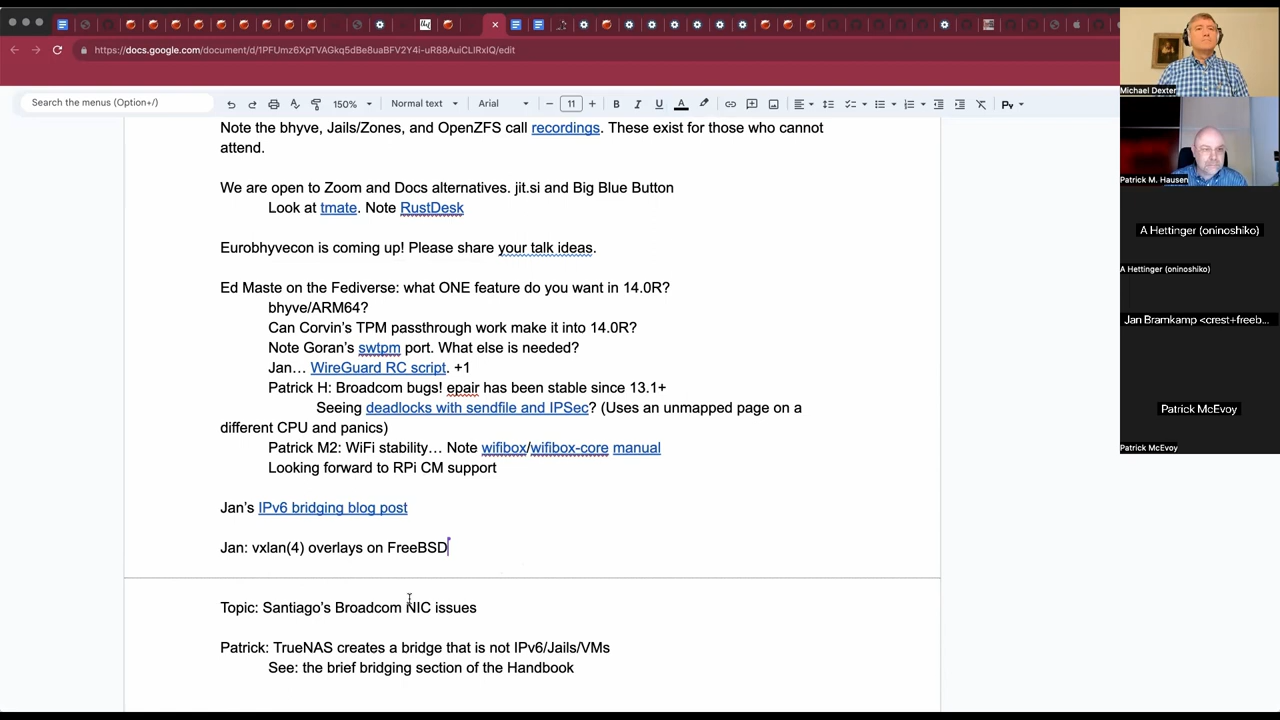 https://docs.google.com/document/d/1PFUmz6XpTVAGkq5dBe8uaBFV2Y4i-uR88AuiCLIRxIQ/edit
Search the menus (Option+/)
150%
Normal text
Arial
11
Note the bhyve, Jails/Zones, and OpenZFS call recordings. These exist for those who cannot
attend.
We are open to Zoom and Docs alternatives. jit.si and Big Blue Button
Look at tmate. Note RustDesk
Eurobhyvecon is coming up! Please share your talk ideas.
Ed Maste on the Fediverse: what ONE feature do you want in 14.0R?
bhyve/ARM64?
Can Corvin's TPM passthrough work make it into 14.0R?
Note Goran's swtpm port. What else is needed?
Jan… WireGuard RC script. +1
Patrick H: Broadcom bugs! epair has been stable since 13.1+
Seeing deadlocks with sendfile and IPSec? (Uses an unmapped page on a
different CPU and panics)
Patrick M2: WiFi stability… Note wifibox/wifibox-core manual
Looking forward to RPi CM support
Jan's IPv6 bridging blog post
Jan: vxlan(4) overlays on FreeBSD
Topic: Santiago's Broadcom NIC issues
Patrick: TrueNAS creates a bridge that is not IPv6/Jails/VMs
See: the brief bridging section of the Handbook
Michael Dexter
Patrick M. Hausen
A Hettinger (oninoshiko)
A Hettinger (oninoshiko)
Jan Bramkamp <crest+freeb...
Patrick McEvoy
Patrick McEvoy